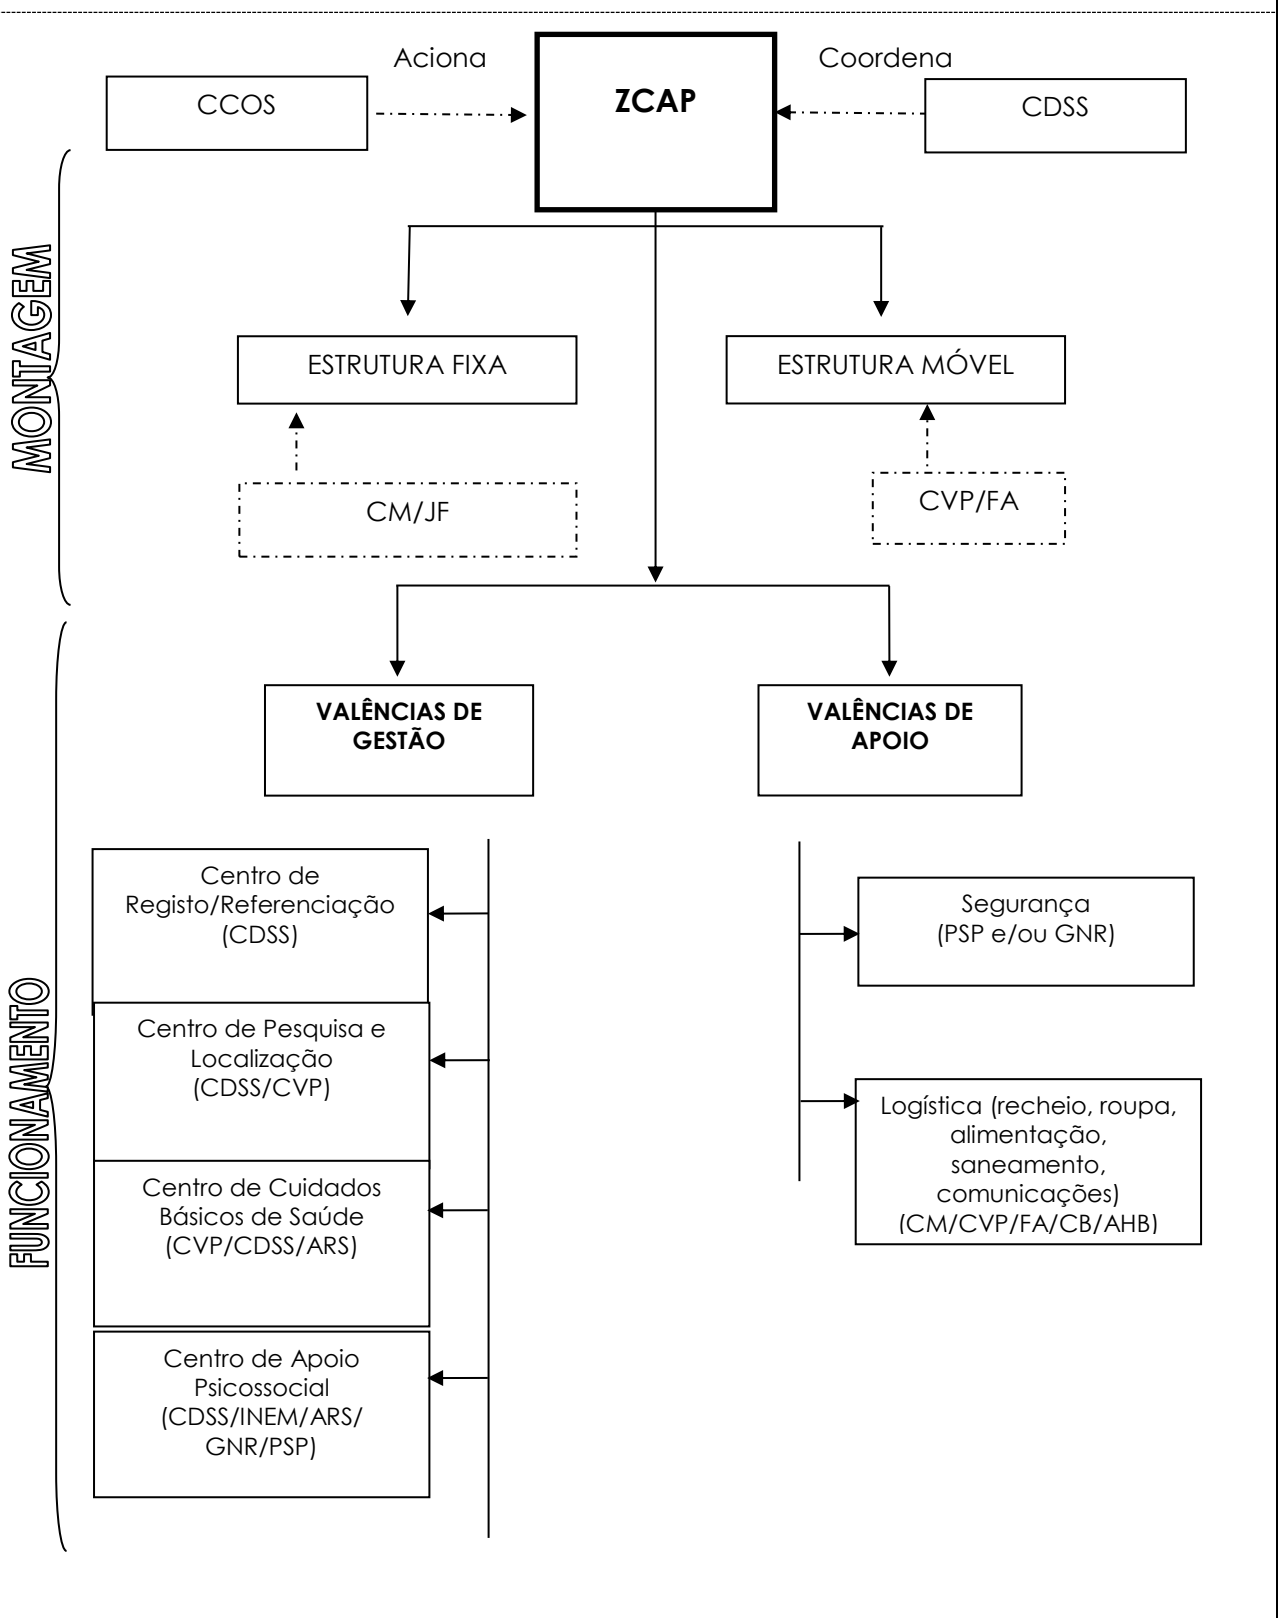 Aciona
Coordena
CCOS
ZCAP
CDSS
MONTAGEM
ESTRUTURA FIXA
ESTRUTURA MÓVEL
CM/JF
CVP/FA
VALÊNCIAS DE
GESTÃO
VALÊNCIAS DE
APOIO
FUNCIONAMENTO
Centro de
Registo/Referenciação
(CDSS)
Centro de Pesquisa e
Localização
(CDSS/CVP)
Centro de Cuidados
Básicos de Saúde
(CVP/CDSS/ARS)
Centro de Apoio
Psicossocial
(CDSS/INEM/ARS/
GNR/PSP)
Segurança
(PSP e/ou GNR)
Logística (recheio, roupa,
alimentação,
saneamento,
comunicações)
(CM/CVP/FA/CB/AHB)